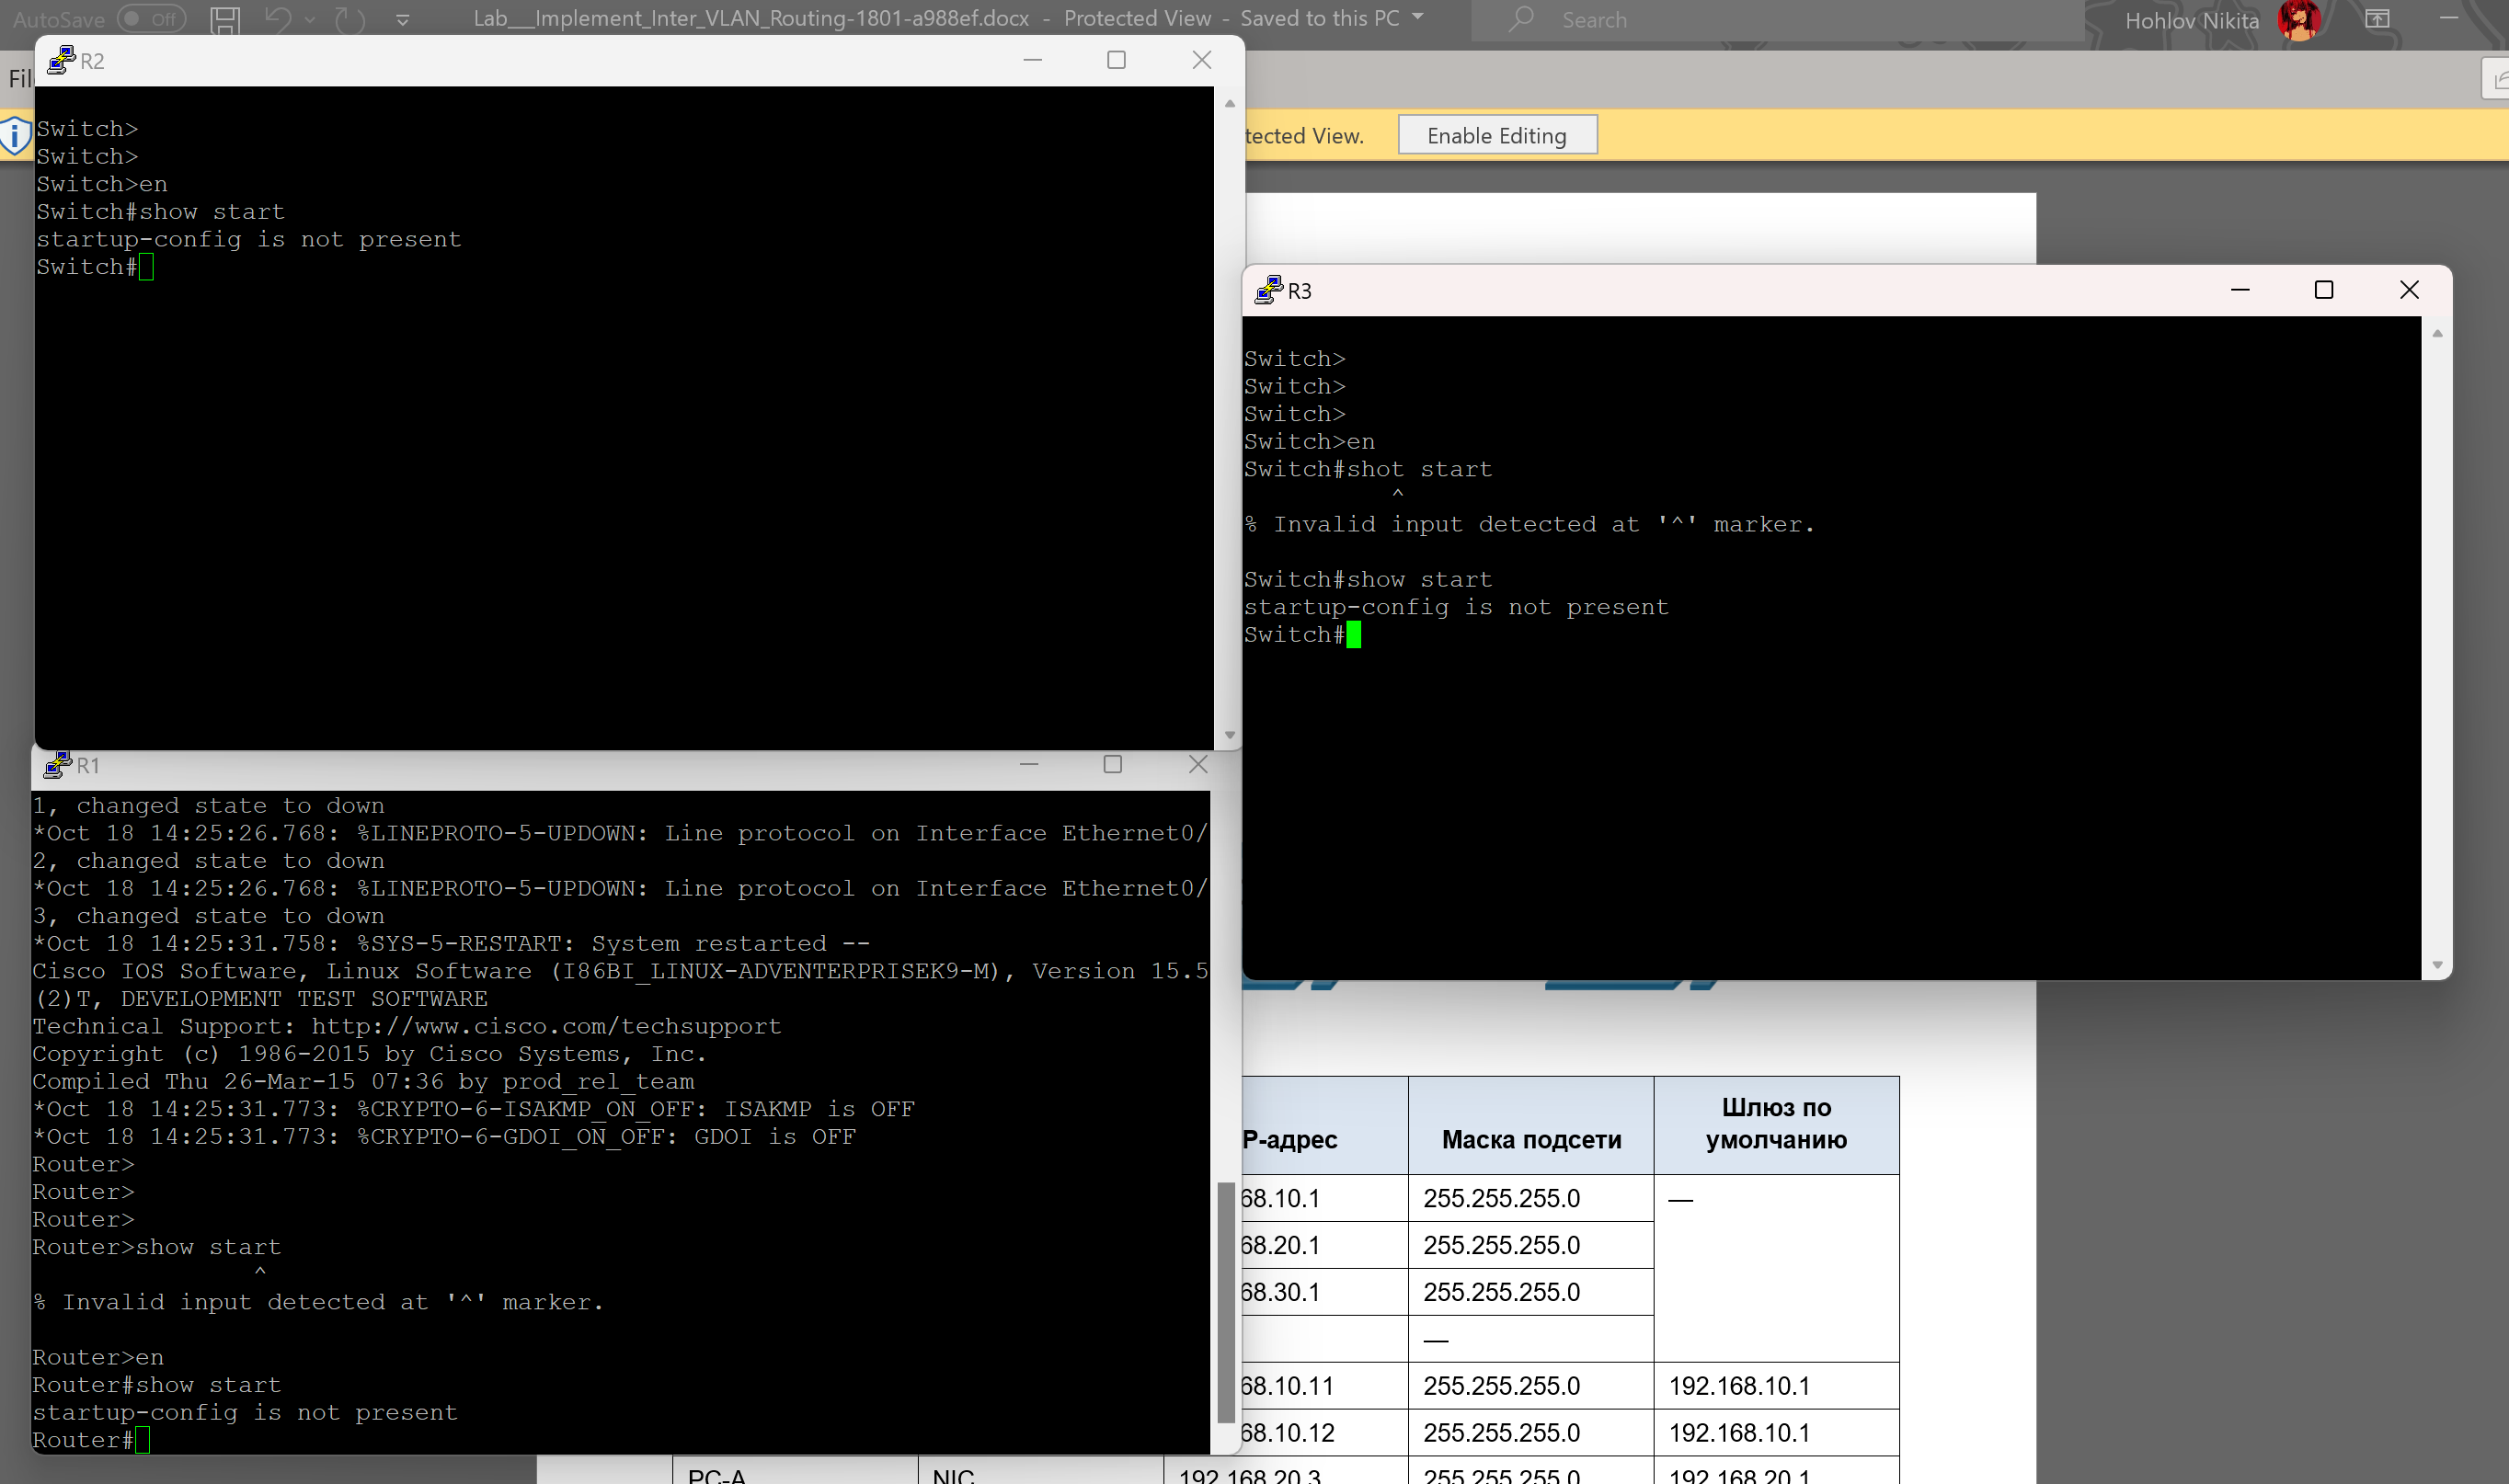 AutoSave Off Lab___Implement_Inter_VLAN_Routing-1801-a988ef.docx - Protected View - Saved to this PC Search Hohlov Nikita
R2
tected View. Enable Editing
Switch>
Switch>
Switch>en
Switch#show start
startup-config is not present
Switch#
R3
Switch>
Switch>
Switch>
Switch>en
Switch#shot start
^
% Invalid input detected at '^' marker.
Switch#show start
startup-config is not present
Switch#
R1
1, changed state to down
*Oct 18 14:25:26.768: %LINEPROTO-5-UPDOWN: Line protocol on Interface Ethernet0/
2, changed state to down
*Oct 18 14:25:26.768: %LINEPROTO-5-UPDOWN: Line protocol on Interface Ethernet0/
3, changed state to down
*Oct 18 14:25:31.758: %SYS-5-RESTART: System restarted --
Cisco IOS Software, Linux Software (I86BI_LINUX-ADVENTERPRISEK9-M), Version 15.5
(2)T, DEVELOPMENT TEST SOFTWARE
Technical Support: http://www.cisco.com/techsupport
Copyright (c) 1986-2015 by Cisco Systems, Inc.
Compiled Thu 26-Mar-15 07:36 by prod_rel_team
*Oct 18 14:25:31.773: %CRYPTO-6-ISAKMP_ON_OFF: ISAKMP is OFF
*Oct 18 14:25:31.773: %CRYPTO-6-GDOI_ON_OFF: GDOI is OFF
Router>
Router>
Router>
Router>show start
^
% Invalid input detected at '^' marker.
Router>en
Router#show start
startup-config is not present
Router#
P-адрес Маска подсети Шлюз по умолчанию
68.10.1 255.255.255.0 —
68.20.1 255.255.255.0
68.30.1 255.255.255.0
—
68.10.11 255.255.255.0 192.168.10.1
68.10.12 255.255.255.0 192.168.10.1
PC-A NIC 192.168.20.3 255.255.255.0 192.168.20.1